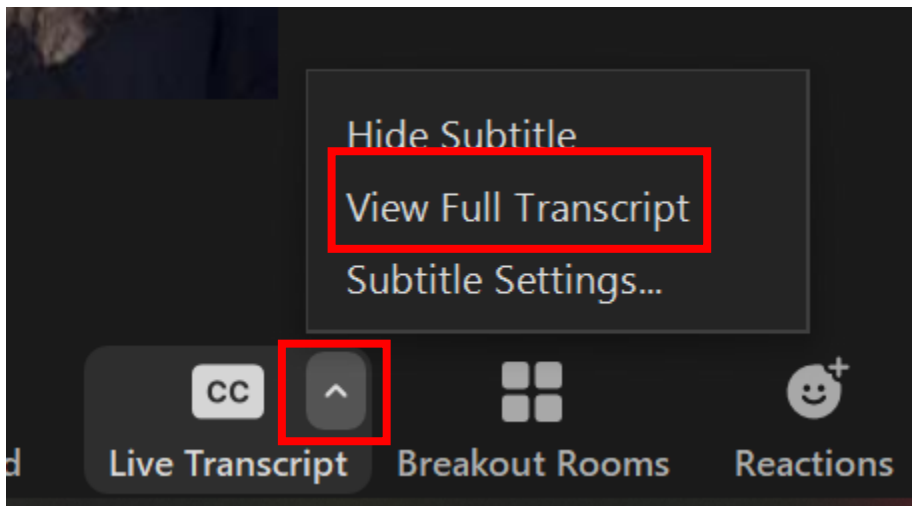 Hide Subtitle
View Full Transcript
Subtitle Settings...
CC
d
Live Transcript
Breakout Rooms
Reactions